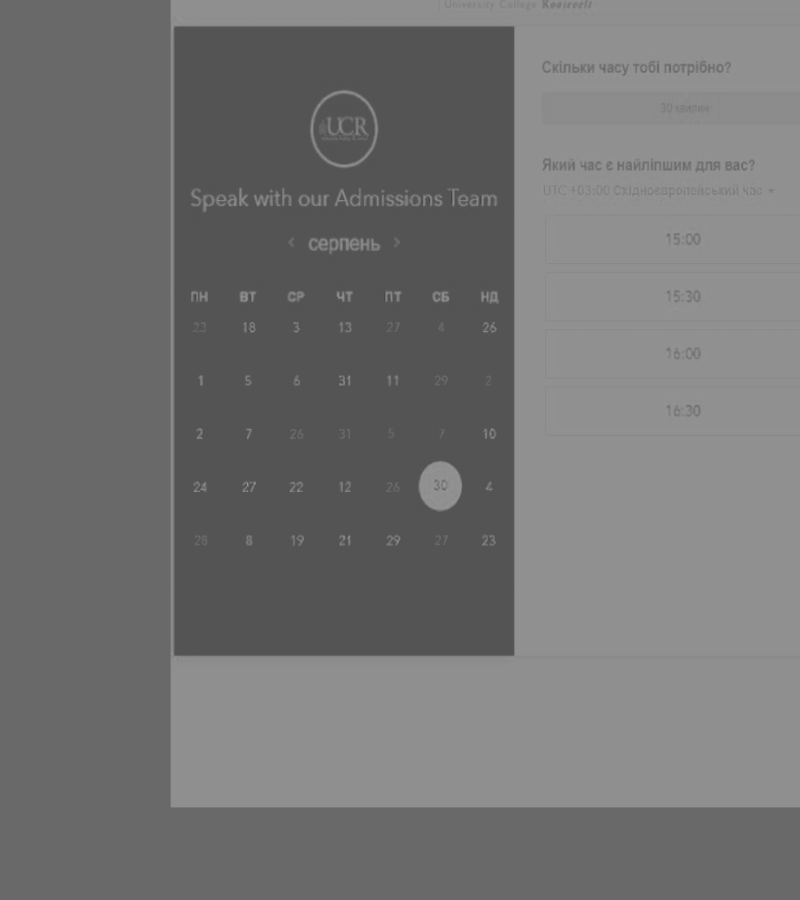 University College Roosevelt
UCR
Speak with our Admissions Team
‹ серпень ›
ПН ВТ СР ЧТ ПТ СБ НД
23 18 3 13 27 4 26
1 5 6 31 11 29 2
2 7 26 31 5 7 10
24 27 22 12 26 30 4
28 8 19 21 29 27 23
Скільки часу тобі потрібно?
30 хвилин
Який час є найліпшим для вас?
UTC +03:00 Східноєвропейський час
15:00
15:30
16:00
16:30